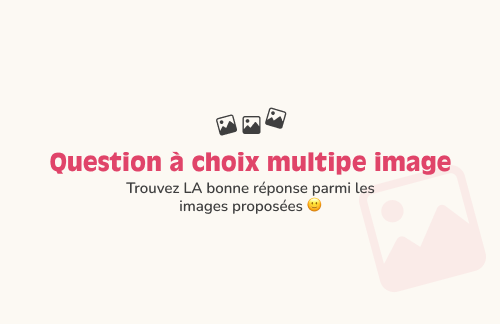 Question à choix multipe image
Trouvez LA bonne réponse parmi les
images proposées 🙂